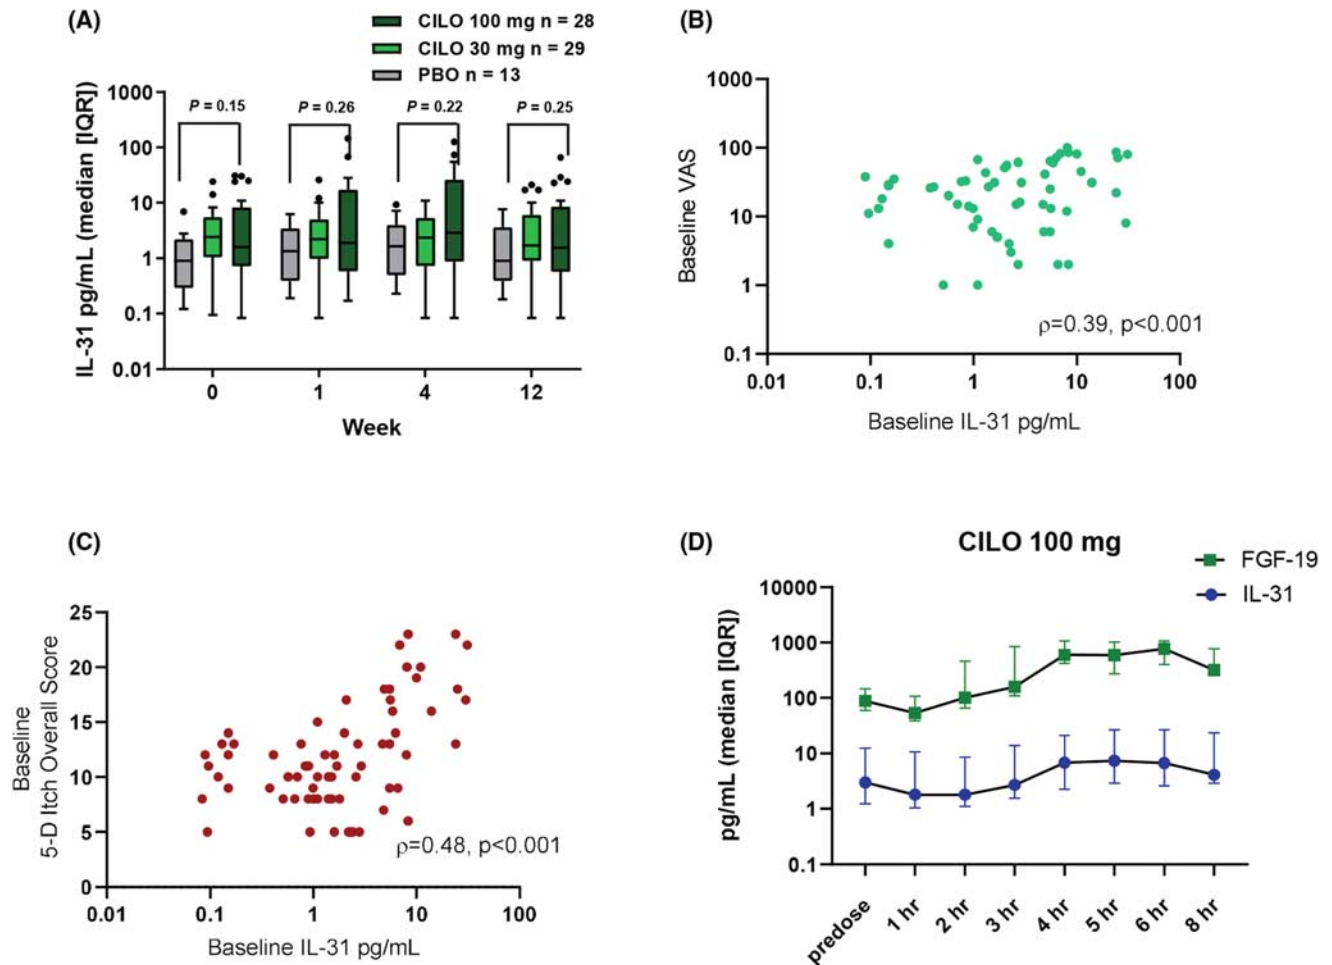 (A)
CILO 100 mg n = 28
CILO 30 mg n = 29
PBO n = 13
IL-31 pg/mL (median [IQR])
1000
100
10
1
0.1
0.01
P = 0.15
P = 0.26
P = 0.22
P = 0.25
0
1
4
12
Week
(B)
Baseline VAS
1000
100
10
1
0.1
ρ=0.39, p<0.001
0.01
0.1
1
10
100
Baseline IL-31 pg/mL
(C)
Baseline
5-D Itch Overall Score
25
20
15
10
5
0
ρ=0.48, p<0.001
0.01
0.1
1
10
100
Baseline IL-31 pg/mL
(D)
CILO 100 mg
FGF-19
IL-31
pg/mL (median [IQR])
10000
1000
100
10
1
0.1
predose
1 hr
2 hr
3 hr
4 hr
5 hr
6 hr
8 hr